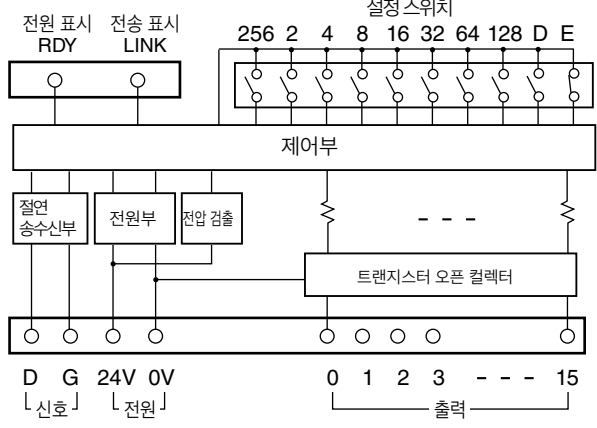 설정 스위치
전원 표시 전송 표시
RDY LINK
256 2 4 8 16 32 64 128 D E
제어부
절연
송수신부
전원부
전압 검출
트랜지스터 오픈 컬렉터
D G 24V 0V 0 1 2 3 - - - 15
신호 전원 출력